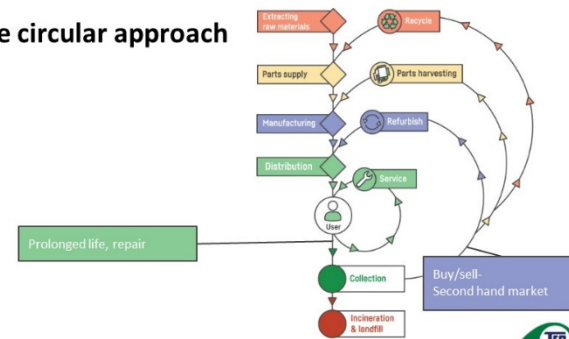 e circular approach
Extracting
raw materials
Recycle
Parts supply
Parts harvesting
Manufacturing
Refurbish
Distribution
Service
User
Prolonged life, repair
Collection
Buy/sell-
Second hand market
Incineration
& landfill